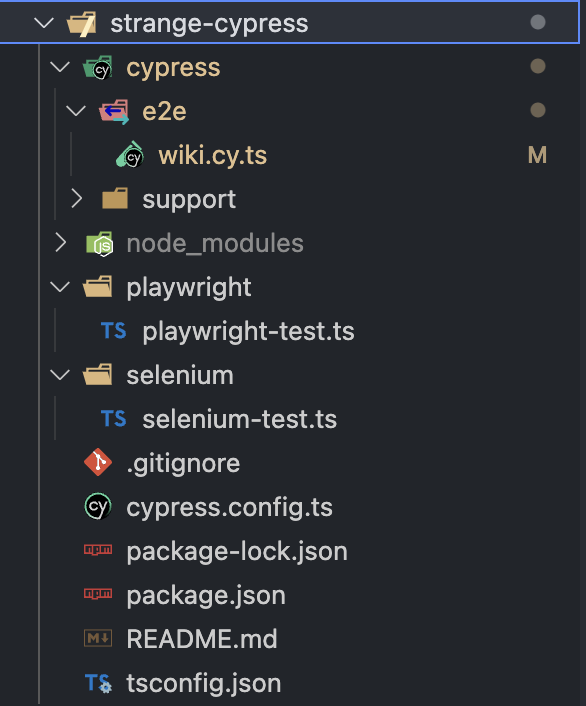 strange-cypress
cypress
e2e
wiki.cy.ts M
support
node_modules
playwright
TS playwright-test.ts
selenium
TS selenium-test.ts
.gitignore
cypress.config.ts
package-lock.json
package.json
README.md
TS tsconfig.json